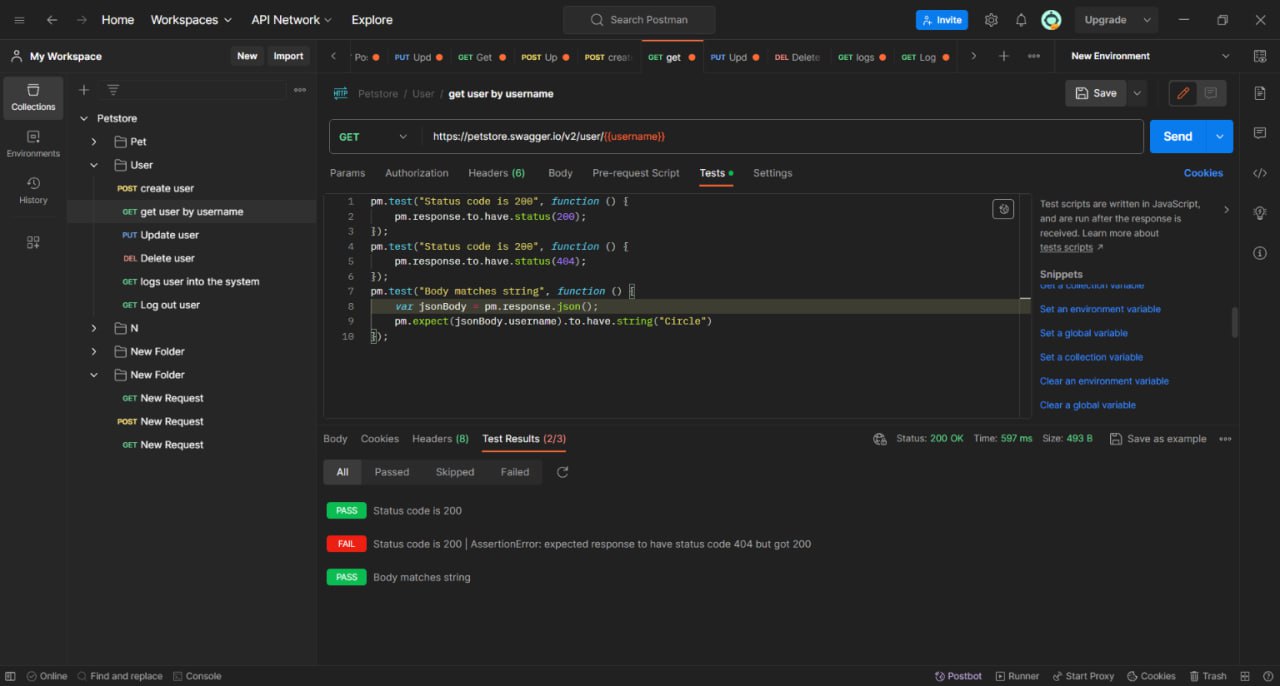 Home Workspaces API Network Explore Search Postman Invite Upgrade
My Workspace New Import
PUT Upd GET Get POST Up POST GET get PUT Upd DEL Delete GET logs GET Log New Environment
Collections
Environments
History
Petstore
Pet
User
POST create user
GET get user by username
PUT Update user
DEL Delete user
GET logs user into the system
GET Log out user
N
New Folder
New Folder
GET New Request
POST New Request
GET New Request
HTTP Petstore / User / get user by username Save
GET https://petstore.swagger.io/v2/user/{{username}} Send
Params Authorization Headers (6) Body Pre-request Script Tests Settings Cookies
1 pm.test("Status code is 200", function () {
2 pm.response.to.have.status(200);
3 });
4 pm.test("Status code is 200", function () {
5 pm.response.to.have.status(404);
6 });
7 pm.test("Body matches string", function () {
8 var jsonBody = pm.response.json();
9 pm.expect(jsonBody.username).to.have.string("Circle")
10 });
Test scripts are written in JavaScript,
and are run after the response is
received. Learn more about
tests scripts ↗
Snippets
Get a collection variable
Set an environment variable
Set a global variable
Set a collection variable
Clear an environment variable
Clear a global variable
Body Cookies Headers (8) Test Results (2/3) Status: 200 OK Time: 597 ms Size: 493 B Save as example
All Passed Skipped Failed
PASS Status code is 200
FAIL Status code is 200 | AssertionError: expected response to have status code 404 but got 200
PASS Body matches string
Online Find and replace Console Postbot Runner Start Proxy Cookies Trash